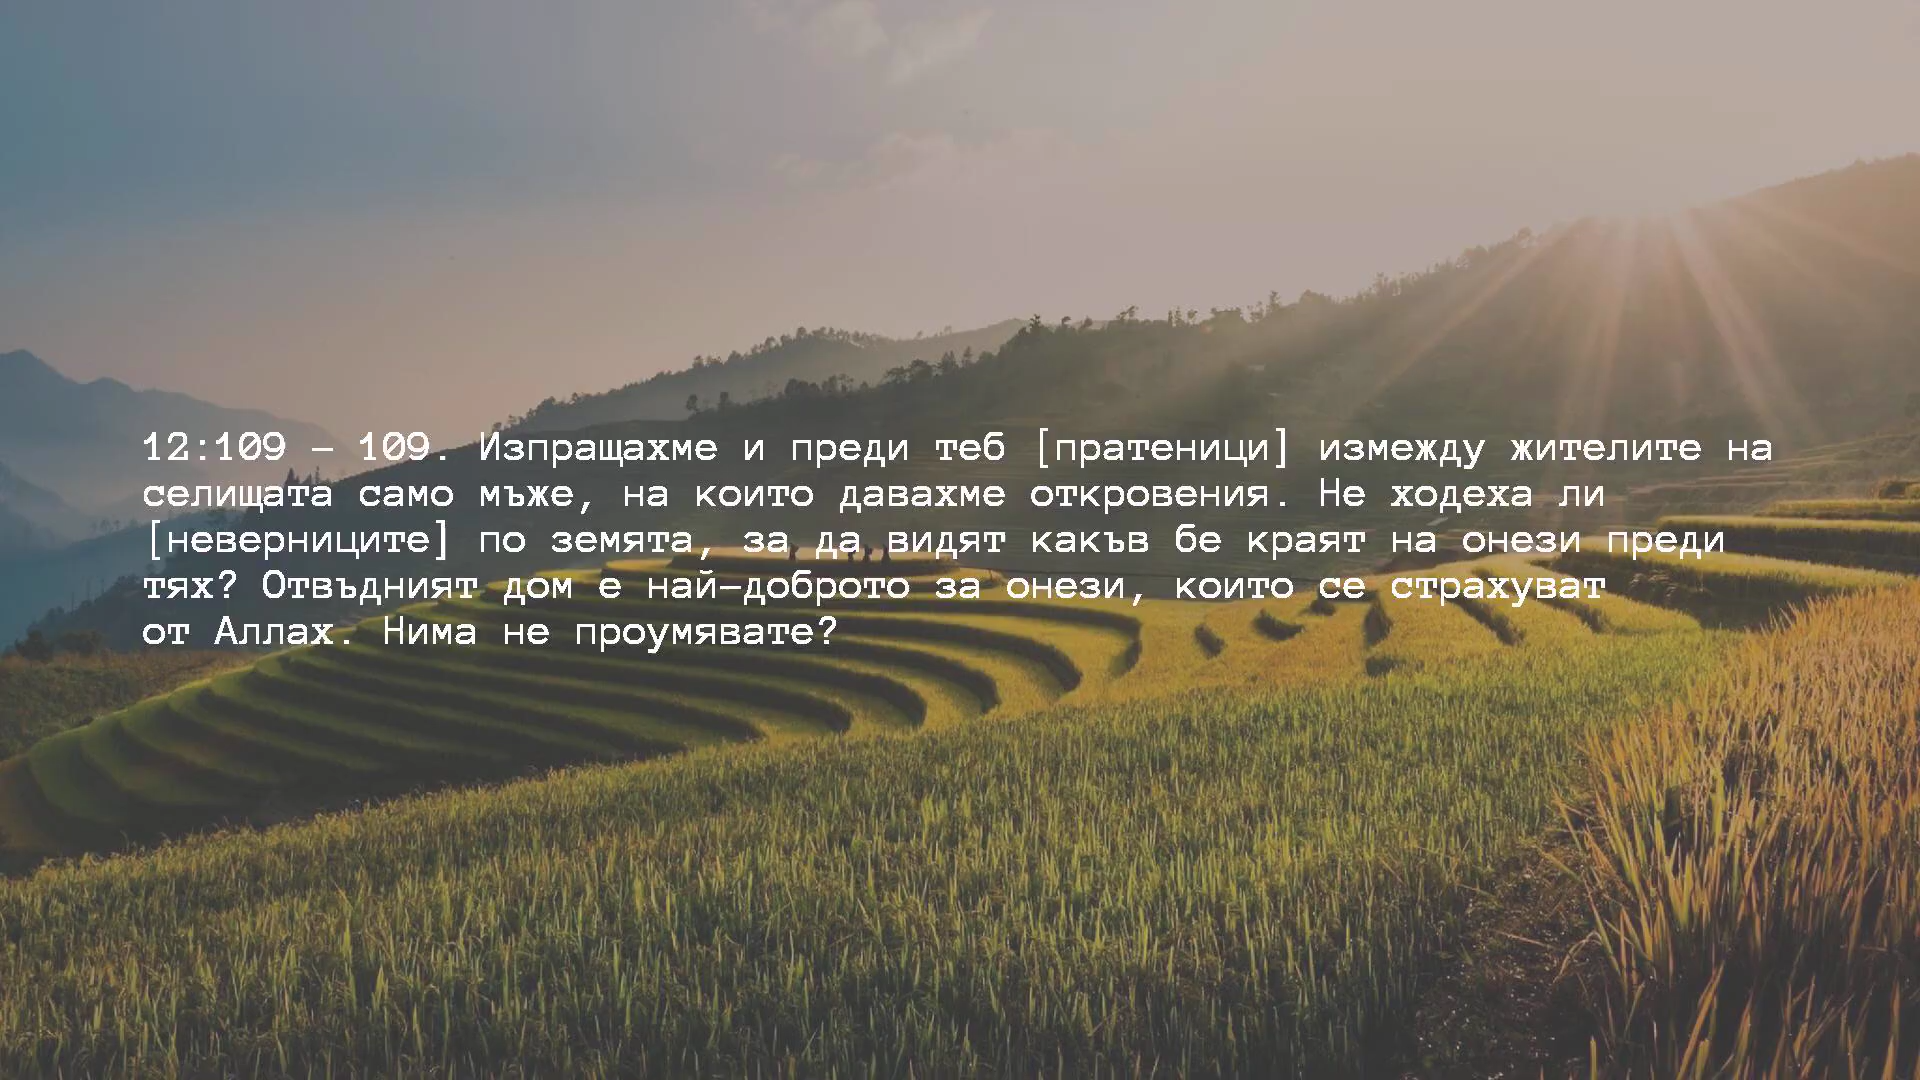 12:109 – 109. Изпращахме и преди теб [пратеници] измежду жителите на
селищата само мъже, на които давахме откровения. Не ходеха ли
[неверниците] по земята, за да видят какъв бе краят на онези преди
тях? Отвъдният дом е най-доброто за онези, които се страхуват
от Аллах. Нима не проумявате?